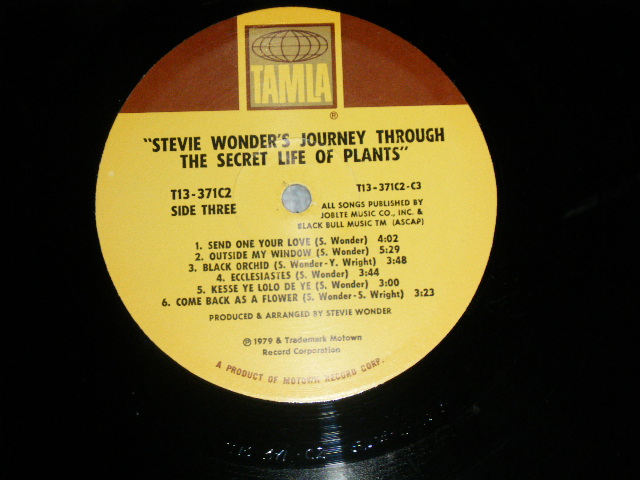 TAMLA
®
"STEVIE WONDER'S JOURNEY THROUGH
THE SECRET LIFE OF PLANTS"
T13-371C2
SIDE THREE
T13-371C2-C3
ALL SONGS PUBLISHED BY
JOBETE MUSIC CO., INC. &
BLACK BULL MUSIC TM (ASCAP)
1. SEND ONE YOUR LOVE (S. Wonder) 4:02
2. OUTSIDE MY WINDOW (S. Wonder) 5:29
3. BLACK ORCHID (S. Wonder-Y. Wright) 3:48
4. ECCLESIASTES (S. Wonder) 3:44
5. KESSE YE LOLO DE YE (S. Wonder) 3:00
6. COME BACK AS A FLOWER (S. Wonder-S. Wright) 3:23
PRODUCED & ARRANGED BY STEVIE WONDER
℗ 1979 & Trademark Motown
Record Corporation
A PRODUCT OF MOTOWN RECORD CORP.